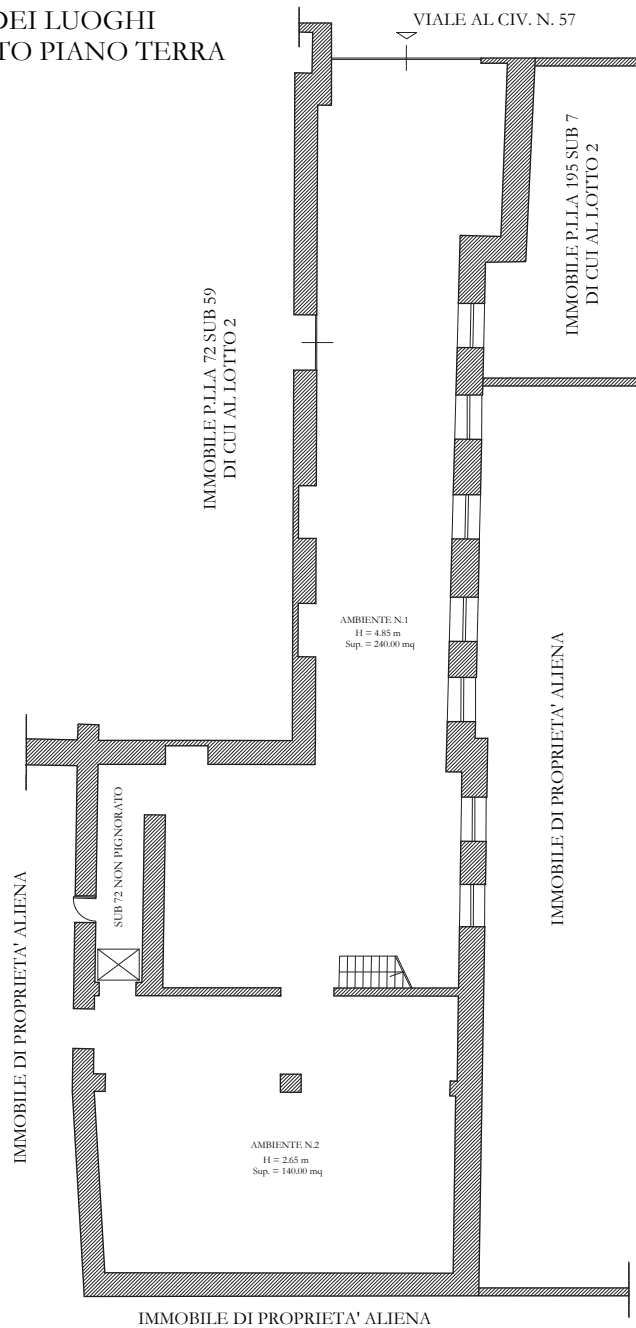 DEI LUOGHI
TO PIANO TERRA
VIALE AL CIV. N. 57
IMMOBILE P.LLA 195 SUB 7
DI CUI AL LOTTO 2
IMMOBILE P.LLA 72 SUB 59
DI CUI AL LOTTO 2
AMBIENTE N.1
H = 4.85 m
Sup. = 240.00 mq
IMMOBILE DI PROPRIETA' ALIENA
SUB 72 NON PIGNORATO
IMMOBILE DI PROPRIETA' ALIENA
AMBIENTE N.2
H = 2.65 m
Sup. = 140.00 mq
IMMOBILE DI PROPRIETA' ALIENA